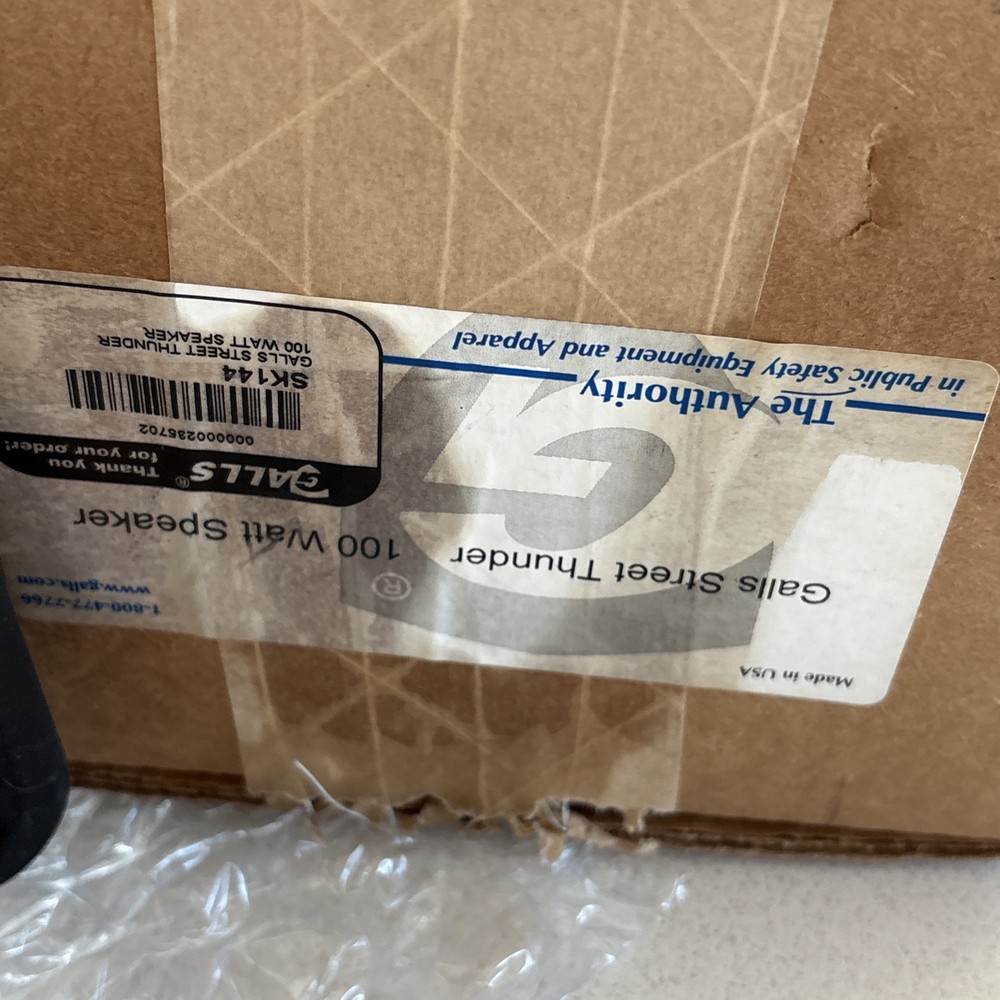 Made in USA
Galls Street Thunder 100 Watt Speaker
®
1-800-477-7766
www.galls.com
The Authority
in Public Safety Equipment and Apparel
GALLS® Thank you
for your order!
000000235702
SK144
GALLS STREET THUNDER
100 WATT SPEAKER